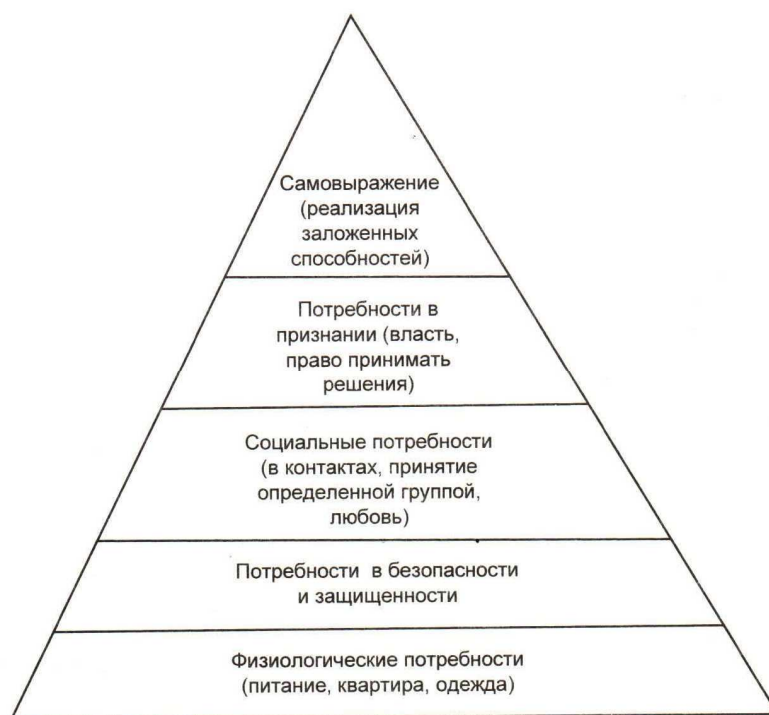 Самовыражение
(реализация
заложенных
способностей)
Потребности в
признании (власть,
право принимать
решения)
Социальные потребности
(в контактах, принятие
определенной группой,
любовь)
Потребности в безопасности
и защищенности
Физиологические потребности
(питание, квартира, одежда)